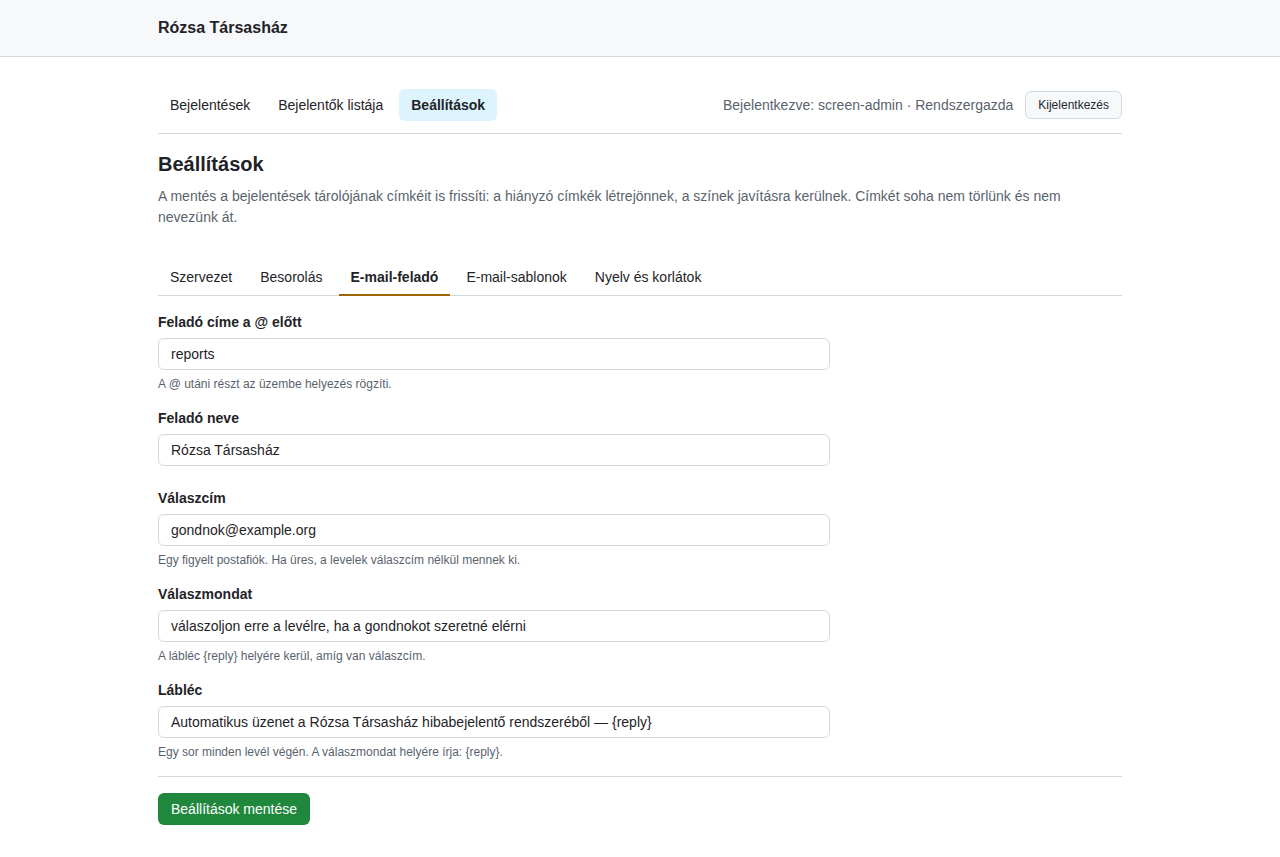 Rózsa Társasház
Bejelentések
Bejelentők listája
Beállítások
Bejelentkezve: screen-admin · Rendszergazda
Kijelentkezés
Beállítások
A mentés a bejelentések tárolójának címkéit is frissíti: a hiányzó címkék létrejönnek, a színek javításra kerülnek. Címkét soha nem törlünk és nem
nevezünk át.
Szervezet
Besorolás
E-mail-feladó
E-mail-sablonok
Nyelv és korlátok
Feladó címe a @ előtt
reports
A @ utáni részt az üzembe helyezés rögzíti.
Feladó neve
Rózsa Társasház
Válaszcím
gondnok@example.org
Egy figyelt postafiók. Ha üres, a levelek válaszcím nélkül mennek ki.
Válaszmondat
válaszoljon erre a levélre, ha a gondnokot szeretné elérni
A lábléc {reply} helyére kerül, amíg van válaszcím.
Lábléc
Automatikus üzenet a Rózsa Társasház hibabejelentő rendszeréből — {reply}
Egy sor minden levél végén. A válaszmondat helyére írja: {reply}.
Beállítások mentése